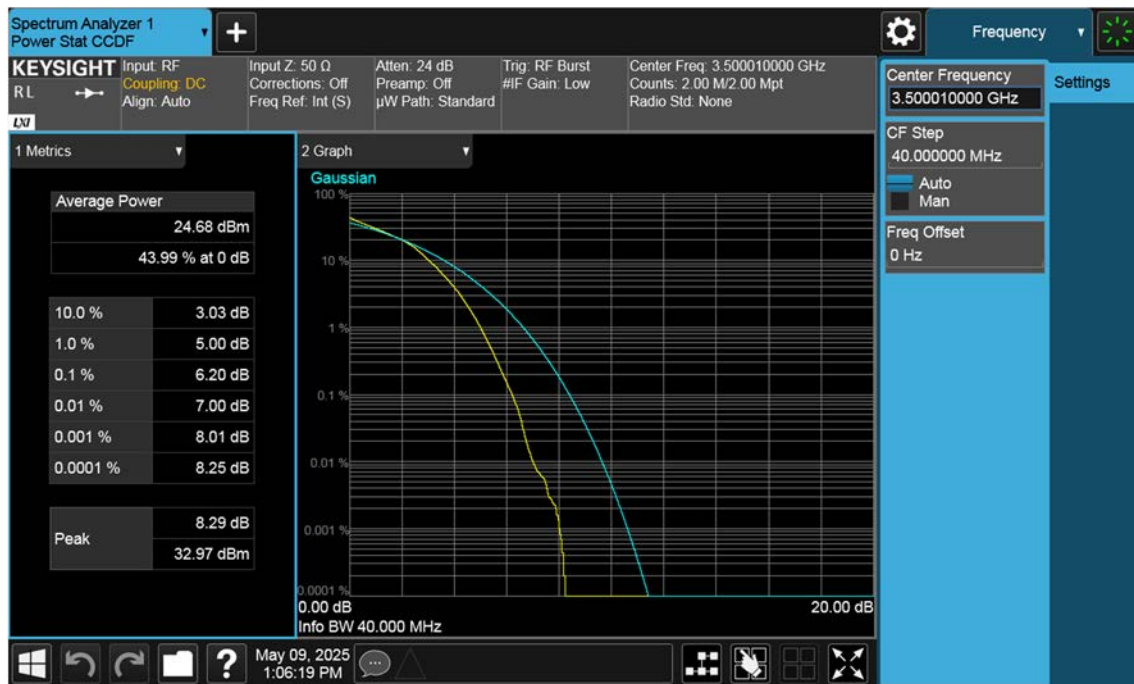 Spectrum Analyzer 1
Power Stat CCDF
+
Frequency
KEYSIGHT
RL
LXI
Input: RF
Coupling: DC
Align: Auto
Input Z: 50 Ω
Corrections: Off
Freq Ref: Int (S)
Atten: 24 dB
Preamp: Off
µW Path: Standard
Trig: RF Burst
#IF Gain: Low
Center Freq: 3.500010000 GHz
Counts: 2.00 M/2.00 Mpt
Radio Std: None
Center Frequency
3.500010000 GHz
Settings
CF Step
40.000000 MHz
Auto
Man
Freq Offset
0 Hz
1 Metrics
Average Power
24.68 dBm
43.99 % at 0 dB
10.0 % 3.03 dB
1.0 % 5.00 dB
0.1 % 6.20 dB
0.01 % 7.00 dB
0.001 % 8.01 dB
0.0001 % 8.25 dB
Peak
8.29 dB
32.97 dBm
2 Graph
Gaussian
100 %
10 %
1 %
0.1 %
0.01 %
0.001 %
0.0001 %
0.00 dB 20.00 dB
Info BW 40.000 MHz
?
May 09, 2025
1:06:19 PM